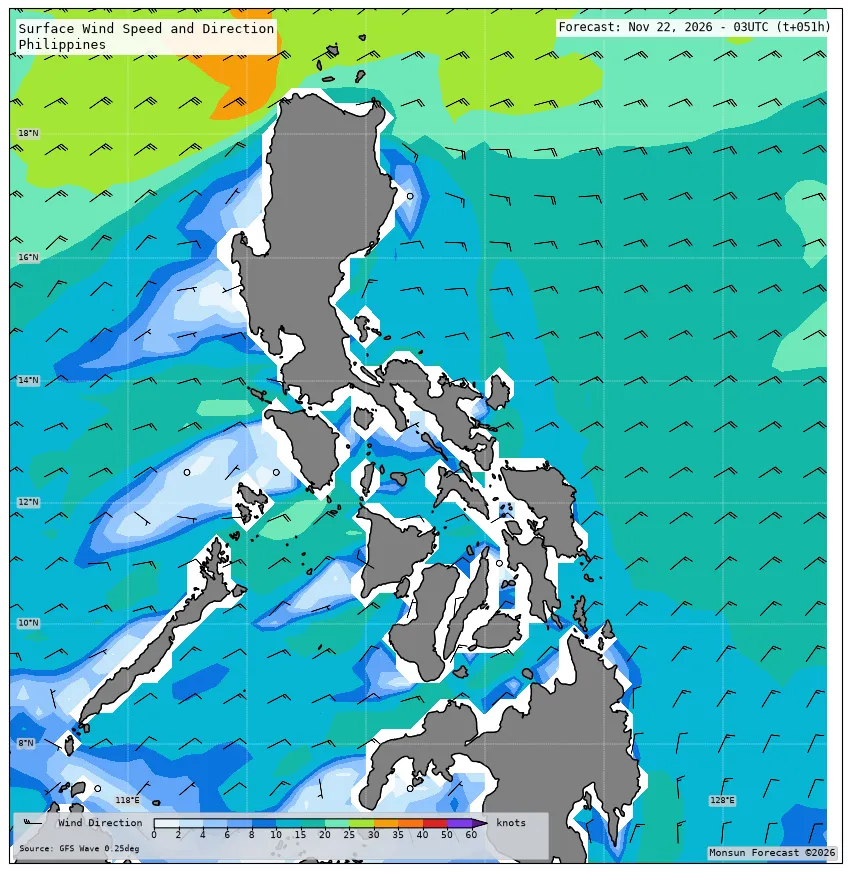 Surface Wind Speed and Direction
Philippines
Forecast: Nov 22, 2026 - 03UTC (t+051h)
18°N
16°N
14°N
12°N
10°N
8°N
118°E
128°E
Wind Direction
0 2 4 6 8 10 15 20 25 30 35 40 50 60
knots
Source: GFS Wave 0.25deg
Monsun Forecast ©2026